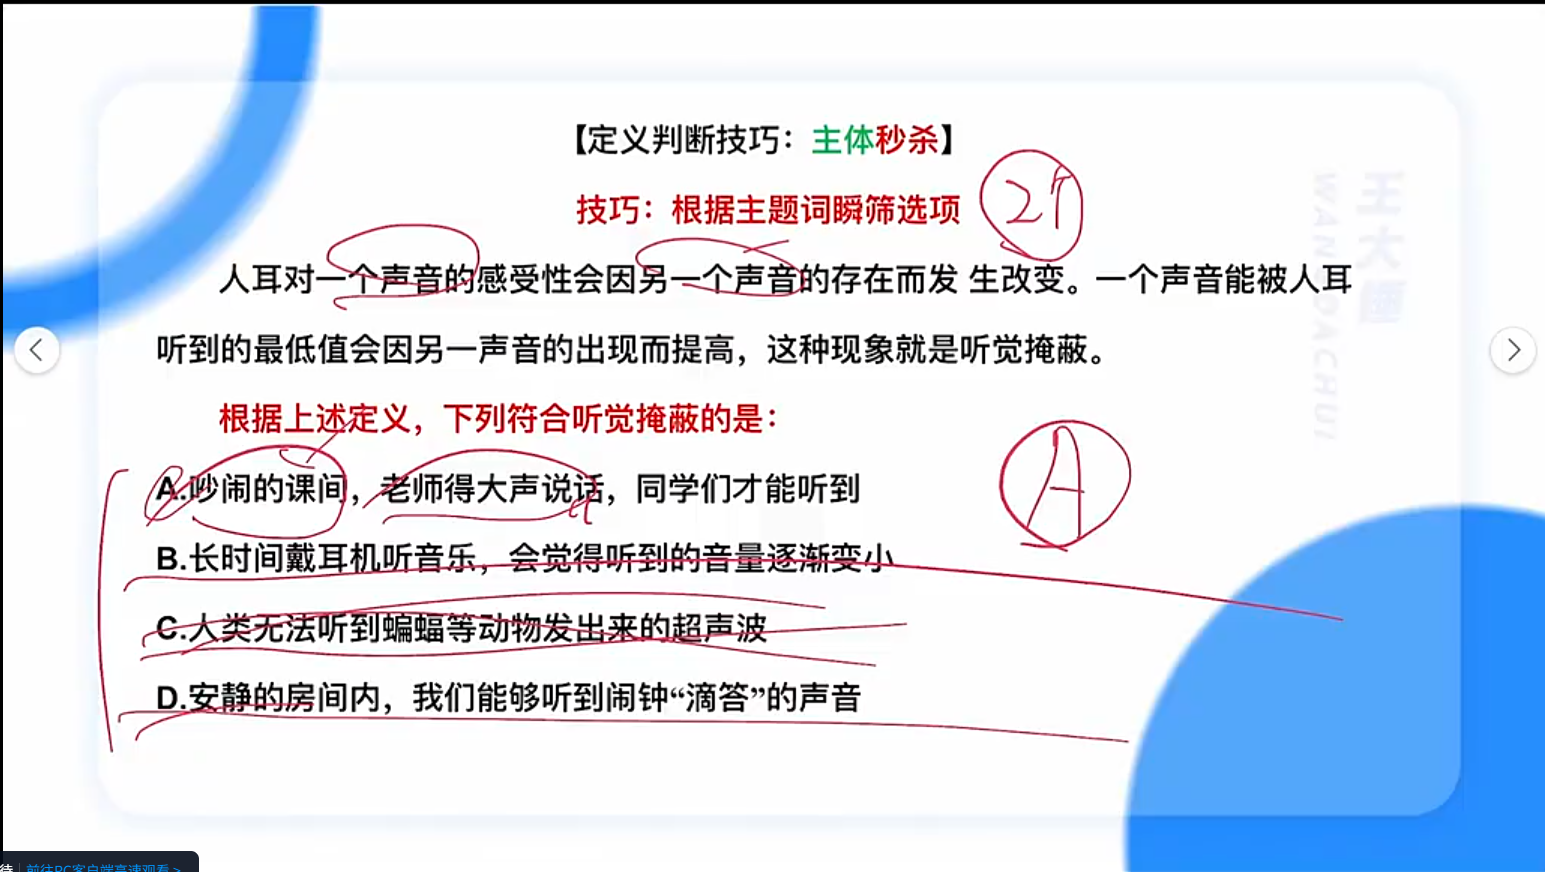 【定义判断技巧：主体秒杀】
技巧：根据主题词瞬筛选项
2个
人耳对一个声音的感受性会因另一个声音的存在而发 生改变。一个声音能被人耳
听到的最低值会因另一声音的出现而提高，这种现象就是听觉掩蔽。
根据上述定义，下列符合听觉掩蔽的是：
A.吵闹的课间，老师得大声说话，同学们才能听到
A
B.长时间戴耳机听音乐，会觉得听到的音量逐渐变小
C.人类无法听到蝙蝠等动物发出来的超声波
D.安静的房间内，我们能够听到闹钟“滴答”的声音
王大锤
WANGDACHUI
待 | 前往PC客户端高速观看 >